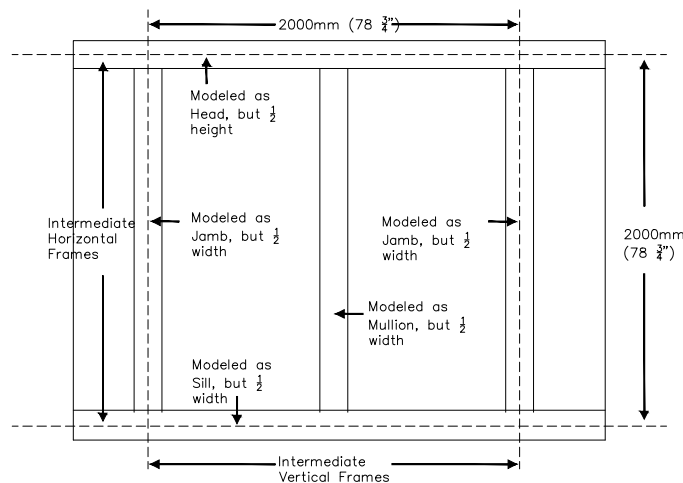 2000mm (78 ¾")
Modeled as
Head, but ½
height
Intermediate
Horizontal
Frames
Modeled as
Jamb, but ½
width
Modeled as
Jamb, but ½
width
2000mm
(78 ¾")
Modeled as
Mullion, but ½
width
Modeled as
Sill, but ½
width
Intermediate
Vertical Frames